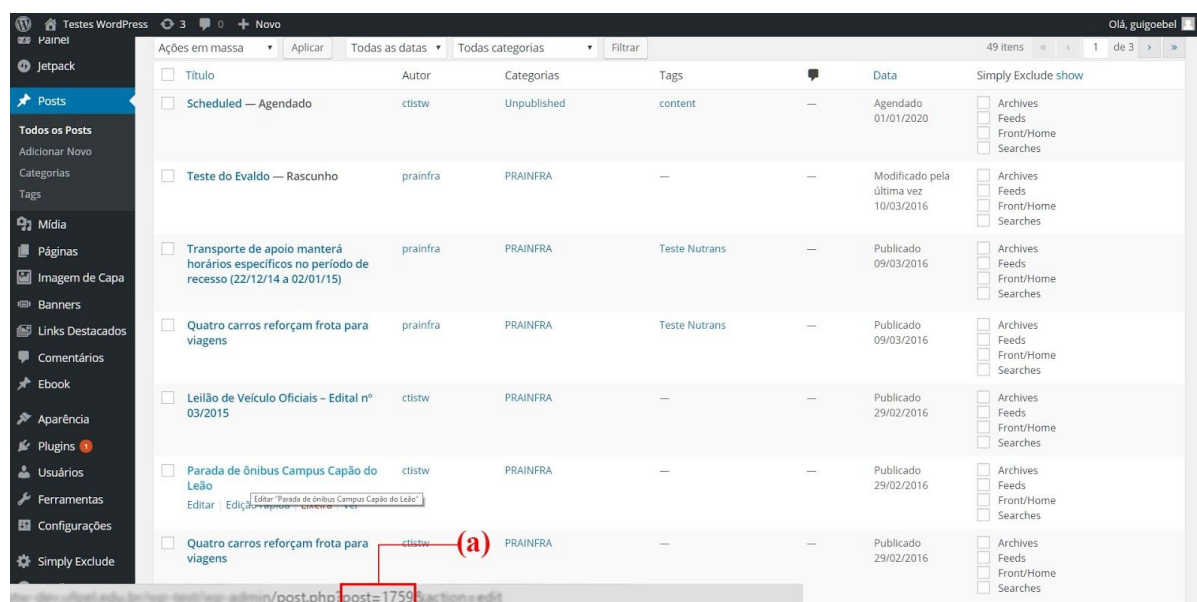 Testes WordPress 3 0 + Novo Olá, guigoebel
Painel
Jetpack
Posts
Todos os Posts
Adicionar Novo
Categorias
Tags
Mídia
Páginas
Imagem de Capa
Banners
Links Destacados
Comentários
Ebook
Aparência
Plugins 1
Usuários
Ferramentas
Configurações
Simply Exclude
Ações em massa Aplicar Todas as datas Todas categorias Filtrar 49 itens « ‹ 1 de 3 › »
Título Autor Categorias Tags Data Simply Exclude show
Scheduled — Agendado ctistw Unpublished content — Agendado
01/01/2020
Archives
Feeds
Front/Home
Searches
Teste do Evaldo — Rascunho prainfra PRAINFRA — — Modificado pela
última vez
10/03/2016
Archives
Feeds
Front/Home
Searches
Transporte de apoio manterá
horários específicos no período de
recesso (22/12/14 a 02/01/15)
prainfra PRAINFRA Teste Nutrans — Publicado
09/03/2016
Archives
Feeds
Front/Home
Searches
Quatro carros reforçam frota para
viagens
prainfra PRAINFRA Teste Nutrans — Publicado
09/03/2016
Archives
Feeds
Front/Home
Searches
Leilão de Veículo Oficiais – Edital nº
03/2015
ctistw PRAINFRA — — Publicado
29/02/2016
Archives
Feeds
Front/Home
Searches
Parada de ônibus Campus Capão do
Leão
Editar "Parada de ônibus Campus Capão do Leão"
Editar | Edição rápida | Lixeira | Ver
ctistw PRAINFRA — — Publicado
29/02/2016
Archives
Feeds
Front/Home
Searches
Quatro carros reforçam frota para
viagens
ctistw (a) PRAINFRA — — Publicado
29/02/2016
Archives
Feeds
Front/Home
Searches
/post.php?post=1759&action=edit